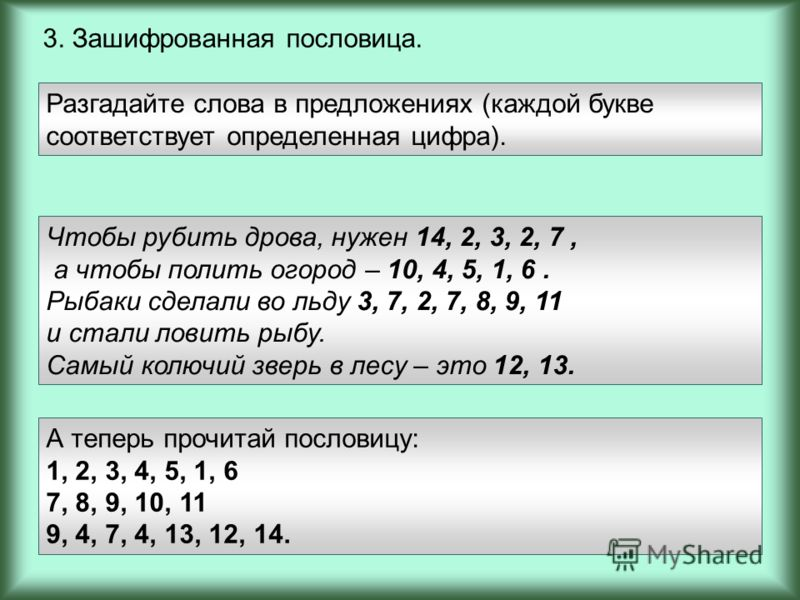 3. Зашифрованная пословица.
Разгадайте слова в предложениях (каждой букве
соответствует определенная цифра).
Чтобы рубить дрова, нужен 14, 2, 3, 2, 7 ,
а чтобы полить огород – 10, 4, 5, 1, 6 .
Рыбаки сделали во льду 3, 7, 2, 7, 8, 9, 11
и стали ловить рыбу.
Самый колючий зверь в лесу – это 12, 13.
А теперь прочитай пословицу:
1, 2, 3, 4, 5, 1, 6
7, 8, 9, 10, 11
9, 4, 7, 4, 13, 12, 14.
MyShared